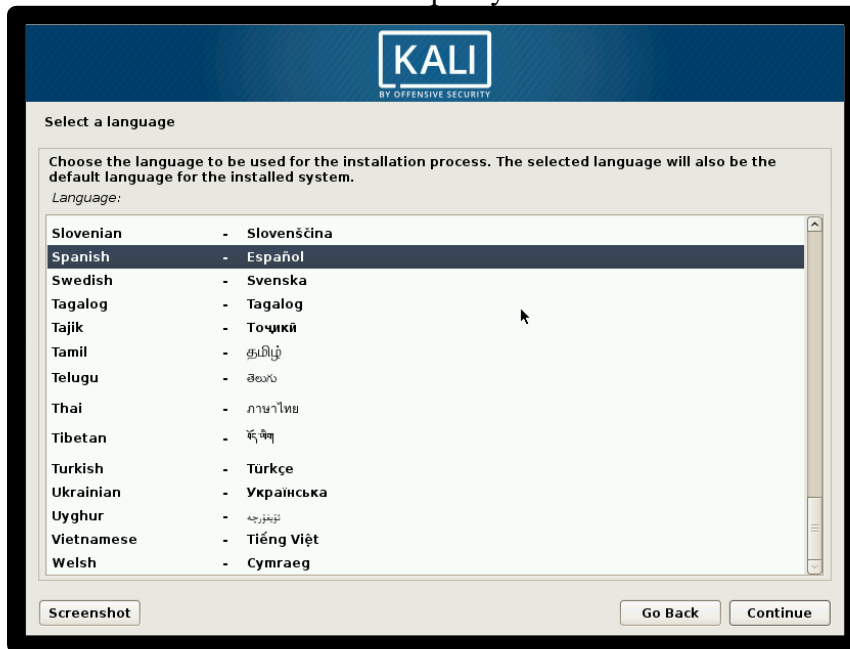 KALI
BY OFFENSIVE SECURITY
Select a language
Choose the language to be used for the installation process. The selected language will also be the
default language for the installed system.
Language:
Slovenian - Slovenščina
Spanish - Español
Swedish - Svenska
Tagalog - Tagalog
Tajik - Тоҷикӣ
Tamil - தமிழ்
Telugu - తెలుగు
Thai - ภาษาไทย
Tibetan - བོད་ཡིག
Turkish - Türkçe
Ukrainian - Українська
Uyghur - ئۇيغۇرچە
Vietnamese - Tiếng Việt
Welsh - Cymraeg
Screenshot Go Back Continue